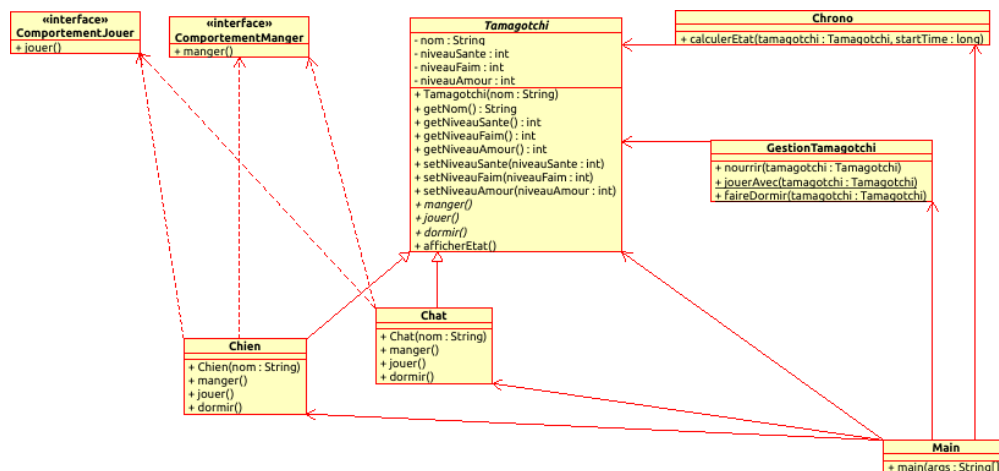 «interface»
ComportementJouer
+ jouer()
«interface»
ComportementManger
+ manger()
Tamagotchi
- nom : String
- niveauSante : int
- niveauFaim : int
- niveauAmour : int
+ Tamagotchi(nom : String)
+ getNom() : String
+ getNiveauSante() : int
+ getNiveauFaim() : int
+ getNiveauAmour() : int
+ setNiveauSante(niveauSante : int)
+ setNiveauFaim(niveauFaim : int)
+ setNiveauAmour(niveauAmour : int)
+ manger()
+ jouer()
+ dormir()
+ afficherEtat()
Chrono
+ calculerEtat(tamagotchi : Tamagotchi, startTime : long)
GestionTamagotchi
+ nourrir(tamagotchi : Tamagotchi)
+ jouerAvec(tamagotchi : Tamagotchi)
+ faireDormir(tamagotchi : Tamagotchi)
Chat
+ Chat(nom : String)
+ manger()
+ jouer()
+ dormir()
Chien
+ Chien(nom : String)
+ manger()
+ jouer()
+ dormir()
Main
+ main(args : String[]